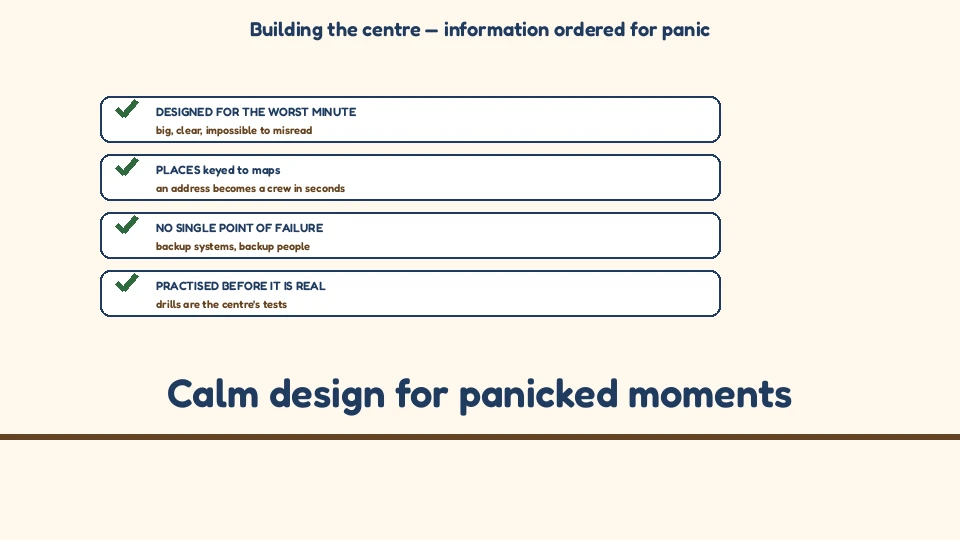 Building the centre — information ordered for panic
DESIGNED FOR THE WORST MINUTE
big, clear, impossible to misread
PLACES keyed to maps
an address becomes a crew in seconds
NO SINGLE POINT OF FAILURE
backup systems, backup people
PRACTISED BEFORE IT IS REAL
drills are the centre's tests
Calm design for panicked moments